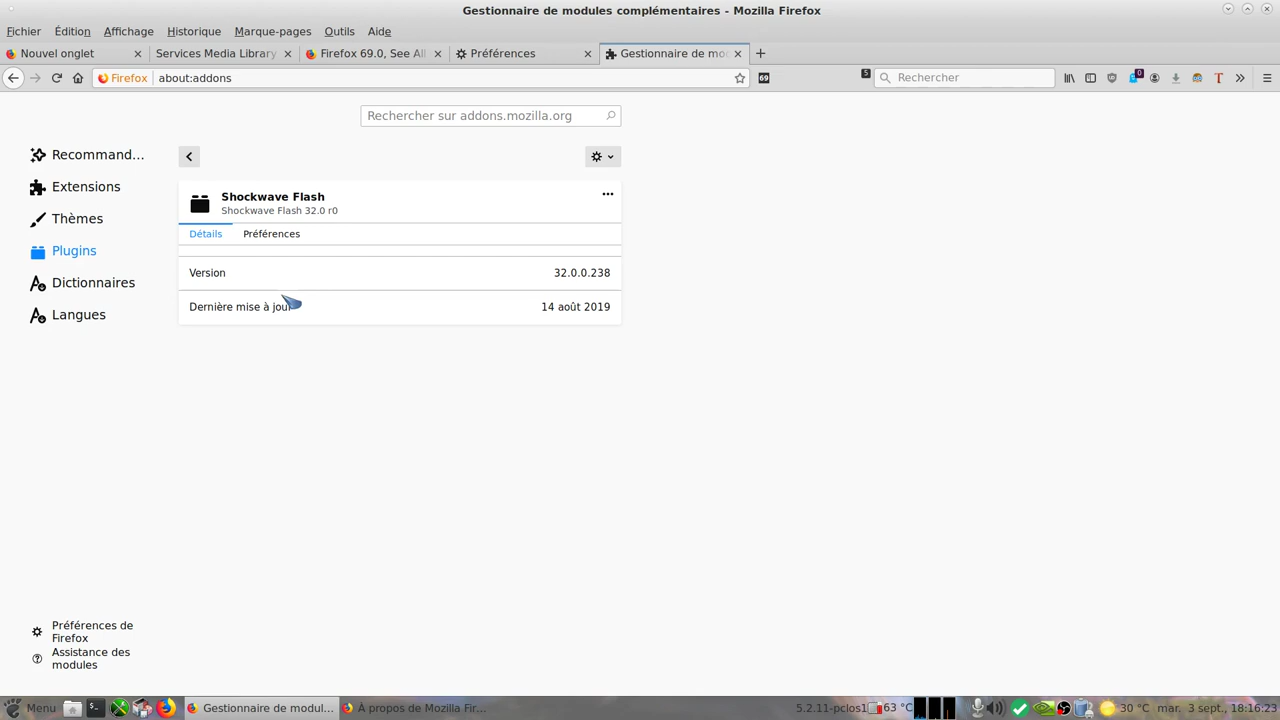 Gestionnaire de modules complémentaires - Mozilla Firefox
Fichier Édition Affichage Historique Marque-pages Outils Aide
Nouvel onglet Services Media Library Firefox 69.0, See All Préférences Gestionnaire de mo
Firefox about:addons 69 5 Rechercher 0 T
Rechercher sur addons.mozilla.org
Recommand...
Extensions
Thèmes
Plugins
Dictionnaires
Langues
Shockwave Flash
Shockwave Flash 32.0 r0
Détails Préférences
Version 32.0.0.238
Dernière mise à jour 14 août 2019
Préférences de
Firefox
Assistance des
modules
Menu Gestionnaire de modul... À propos de Mozilla Fir... 5.2.11-pclos1 63 °C 30 °C mar. 3 sept., 18:16:23